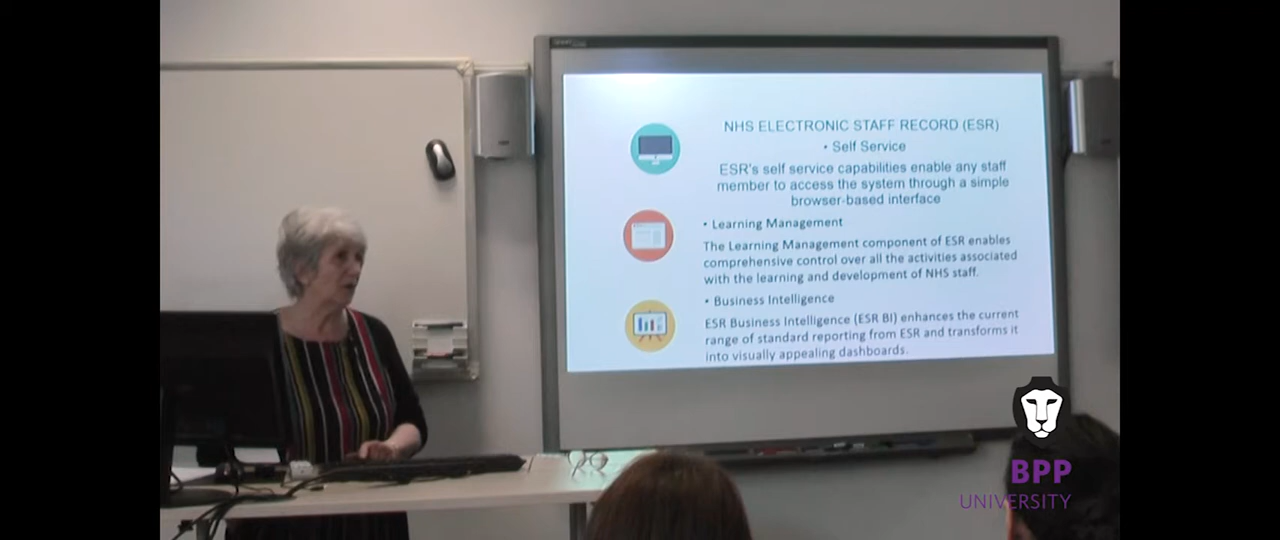 NHS ELECTRONIC STAFF RECORD (ESR)
• Self Service
ESR's self service capabilities enable any staff
member to access the system through a simple
browser-based interface
• Learning Management
The Learning Management component of ESR enables
comprehensive control over all the activities associated
with the learning and development of NHS staff.
• Business Intelligence
ESR Business Intelligence (ESR BI) enhances the current
range of standard reporting from ESR and transforms it
into visually appealing dashboards.
BPP
UNIVERSITY